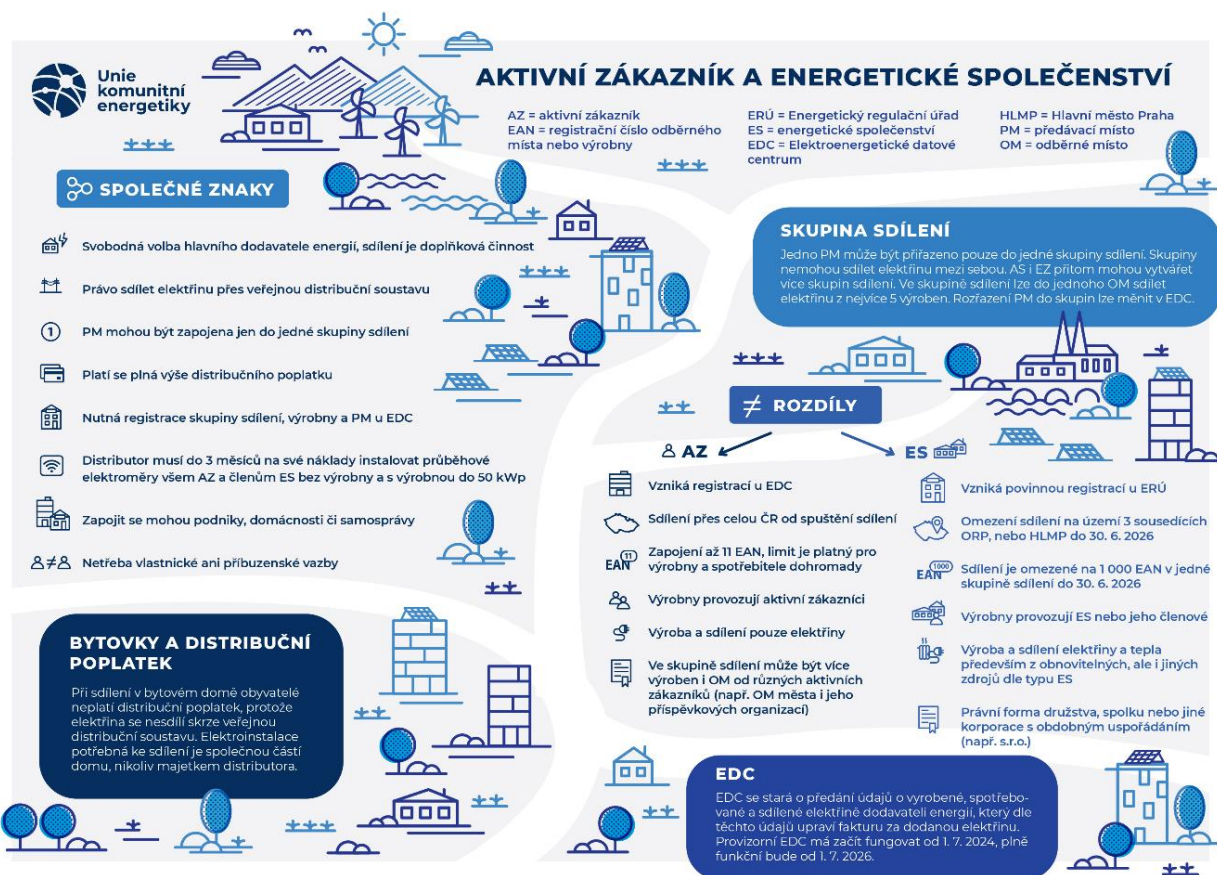 Unie
komunitní
energetiky
AKTIVNÍ ZÁKAZNÍK A ENERGETICKÉ SPOLEČENSTVÍ
AZ = aktivní zákazník
EAN = registrační číslo odběrného
místa nebo výrobny
ERÚ = Energetický regulační úřad
ES = energetické společenství
EDC = Elektroenergetické datové
centrum
HLMP = Hlavní město Praha
PM = předávací místo
OM = odběrné místo
SPOLEČNÉ ZNAKY
Svobodná volba hlavního dodavatele energií, sdílení je doplňková činnost
Právo sdílet elektřinu přes veřejnou distribuční soustavu
1
PM mohou být zapojena jen do jedné skupiny sdílení
Platí se plná výše distribučního poplatku
Nutná registrace skupiny sdílení, výrobny a PM u EDC
Distributor musí do 3 měsíců na své náklady instalovat průběhové
elektroměry všem AZ a členům ES bez výrobny a s výrobnou do 50 kWp
Zapojit se mohou podniky, domácnosti či samosprávy
≠
Netřeba vlastnické ani příbuzenské vazby
SKUPINA SDÍLENÍ
Jedno PM může být přiřazeno pouze do jedné skupiny sdílení. Skupiny
nemohou sdílet elektřinu mezi sebou. AS i EZ přitom mohou vytvářet
více skupin sdílení. Ve skupině sdílení lze do jednoho OM sdílet
elektřinu z nejvíce 5 výroben. Rozřazení PM do skupin lze měnit v EDC.
≠ ROZDÍLY
AZ
Vzniká registrací u EDC
Sdílení přes celou ČR od spuštění sdílení
11
EAN
Zapojení až 11 EAN, limit je platný pro
výrobny a spotřebitele dohromady
Výrobny provozují aktivní zákazníci
Výroba a sdílení pouze elektřiny
Ve skupině sdílení může být více
výroben i OM od různých aktivních
zákazníků (např. OM města i jeho
příspěvkových organizací)
ES
Vzniká povinnou registrací u ERÚ
Omezení sdílení na území 3 sousedících
ORP, nebo HLMP do 30. 6. 2026
1000
EAN
Sdílení je omezené na 1 000 EAN v jedné
skupině sdílení do 30. 6. 2026
Výrobny provozují ES nebo jeho členové
Výroba a sdílení elektřiny a tepla
především z obnovitelných, ale i jiných
zdrojů dle typu ES
Právní forma družstva, spolku nebo jiné
korporace s obdobným uspořádáním
(např. s.r.o.)
BYTOVKY A DISTRIBUČNÍ
POPLATEK
Při sdílení v bytovém domě obyvatelé
neplatí distribuční poplatek, protože
elektřina se nesdílí skrze veřejnou
distribuční soustavu. Elektroinstalace
potřebná ke sdílení je společnou částí
domu, nikoliv majetkem distributora.
EDC
EDC se stará o předání údajů o vyrobené, spotřebo-
vané a sdílené elektřině dodavateli energií, který dle
těchto údajů upraví fakturu za dodanou elektřinu.
Provizorní EDC má začít fungovat od 1. 7. 2024, plně
funkční bude od 1. 7. 2026.